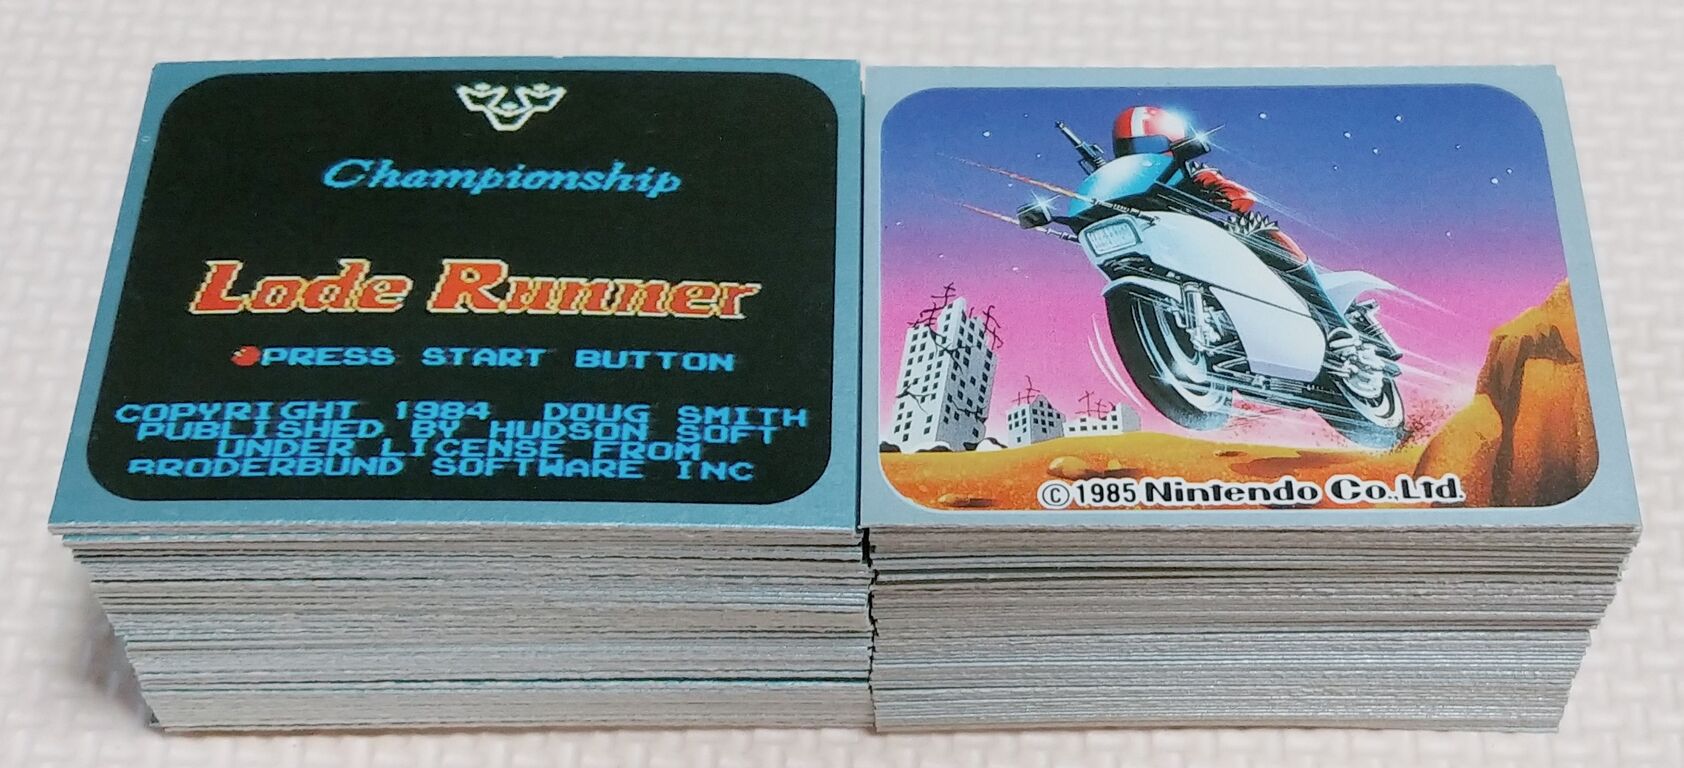 Championship
Lode Runner
PRESS START BUTTON
COPYRIGHT 1984 DOUG SMITH
PUBLISHED BY HUDSON SOFT
UNDER LICENSE FROM
BRODERBUND SOFTWARE INC
©1985 Nintendo Co.,Ltd.